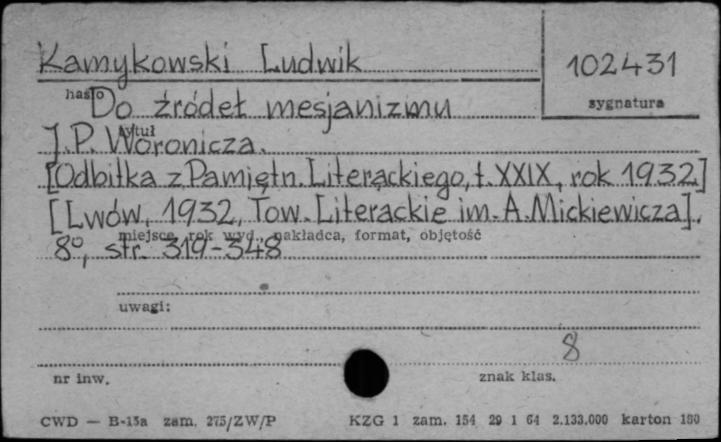 Kamykowski Ludwik
102431
hasło
sygnatura
Do źródeł mesjanizmu
tytuł
J.P. Woronicza.
[Odbitka z Pamiętn. Literackiego, t. XXIX, rok 1932]
[Lwów, 1932, Tow. Literackie im. A. Mickiewicza].
miejsce, rok wyd., nakładca, format, objętość
8°, str. 319-348
uwagi:
8
nr inw.
znak klas.
CWD — B-15a zam. 275/ZW/P
KZG 1 zam. 154 29 1 64 2.133.000 karton 180